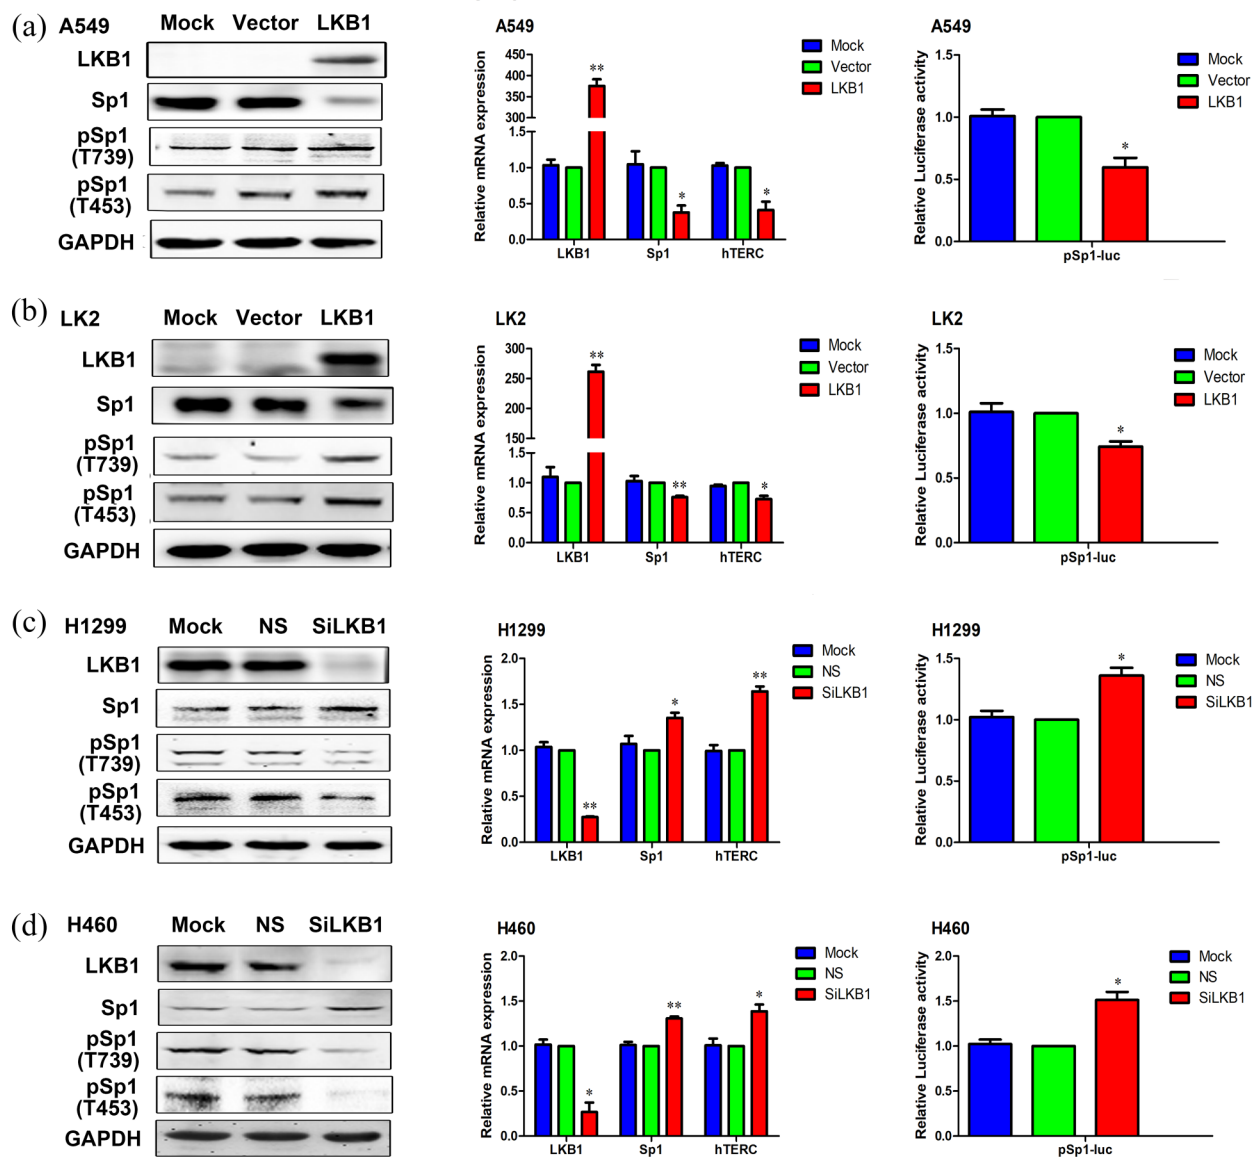 (a)
A549
Mock Vector LKB1
LKB1
Sp1
pSp1
(T739)
pSp1
(T453)
GAPDH
A549
Relative mRNA expression
450
400
350
300
1.5
1.0
0.5
0.0
**
*
*
LKB1 Sp1 hTERC
Mock
Vector
LKB1
A549
Relative Luciferase activity
1.5
1.0
0.5
0.0
*
pSp1-luc
Mock
Vector
LKB1
(b)
LK2
Mock Vector LKB1
LKB1
Sp1
pSp1
(T739)
pSp1
(T453)
GAPDH
LK2
Relative mRNA expression
300
250
200
150
1.5
1.0
0.5
0.0
**
**
*
LKB1 Sp1 hTERC
Mock
Vector
LKB1
LK2
Relative Luciferase activity
1.5
1.0
0.5
0.0
*
pSp1-luc
Mock
Vector
LKB1
(c)
H1299
Mock NS SiLKB1
LKB1
Sp1
pSp1
(T739)
pSp1
(T453)
GAPDH
H1299
Relative mRNA expression
2.0
1.5
1.0
0.5
0.0
**
*
**
LKB1 Sp1 hTERC
Mock
NS
SiLKB1
H1299
Relative Luciferase activity
1.5
1.0
0.5
0.0
*
pSp1-luc
Mock
NS
SiLKB1
(d)
H460
Mock NS SiLKB1
LKB1
Sp1
pSp1
(T739)
pSp1
(T453)
GAPDH
H460
Relative mRNA expression
2.0
1.5
1.0
0.5
0.0
*
**
*
LKB1 Sp1 hTERC
Mock
NS
SiLKB1
H460
Relative Luciferase activity
2.0
1.5
1.0
0.5
0.0
*
pSp1-luc
Mock
NS
SiLKB1